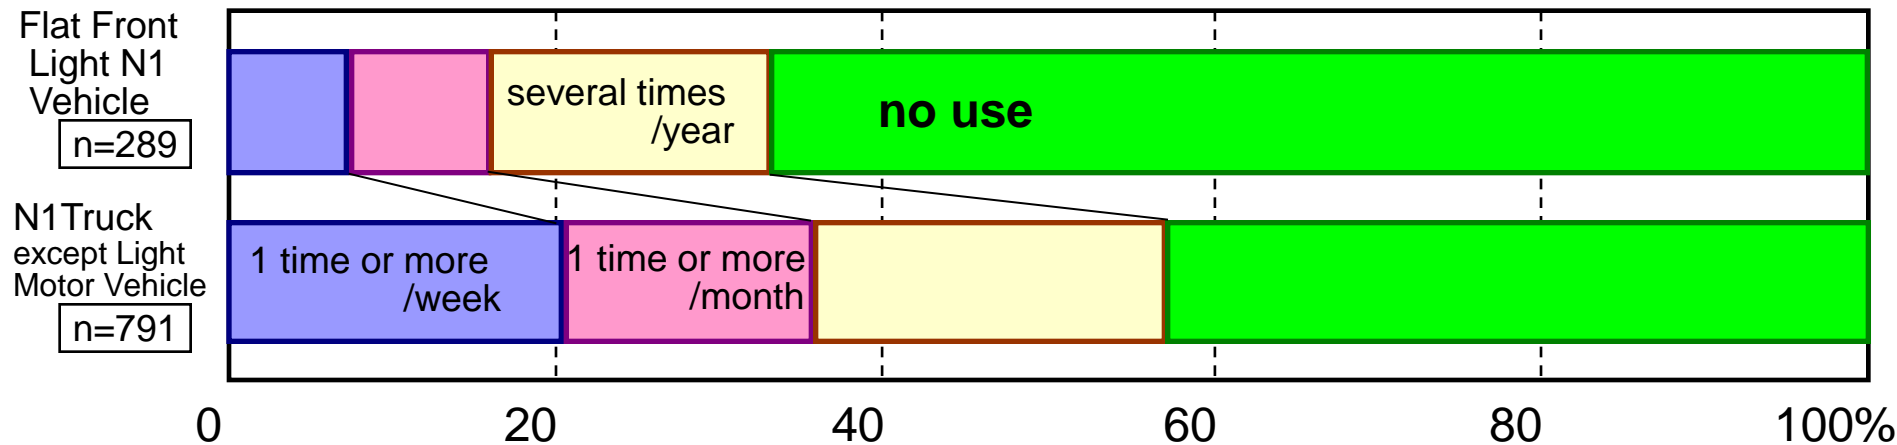 Flat Front
Light N1
Vehicle
n=289
several times
/year
no use
N1Truck
except Light
Motor Vehicle
n=791
1 time or more
/week
1 time or more
/month
0 20 40 60 80 100%